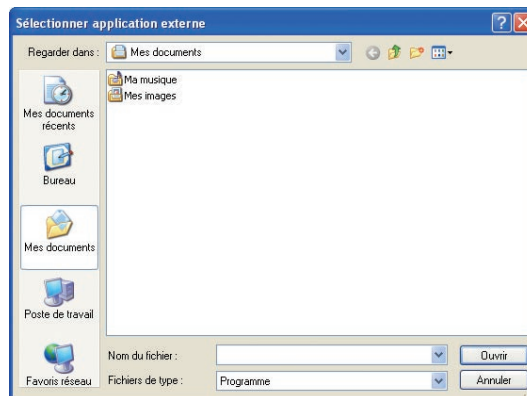 Sélectionner application externe
Regarder dans :
Mes documents
Ma musique
Mes images
Mes documents
récents
Bureau
Mes documents
Poste de travail
Favoris réseau
Nom du fichier :
Ouvrir
Fichiers de type :
Programme
Annuler